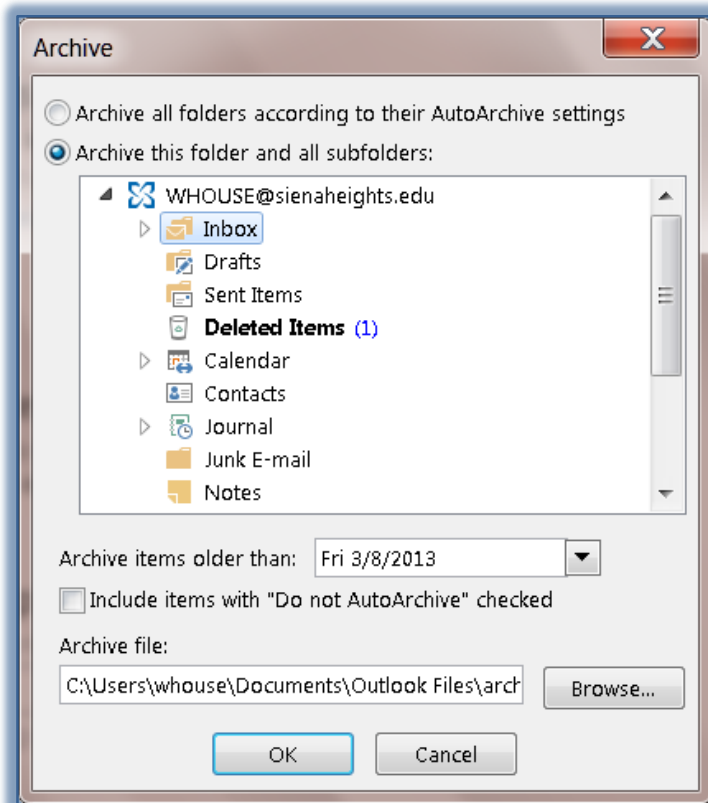 Archive
X
Archive all folders according to their AutoArchive settings
Archive this folder and all subfolders:
WHOUSE@sienaheights.edu
Inbox
Drafts
Sent Items
Deleted Items (1)
Calendar
Contacts
Journal
Junk E-mail
Notes
Archive items older than: Fri 3/8/2013
Include items with "Do not AutoArchive" checked
Archive file:
C:\Users\whouse\Documents\Outlook Files\arch Browse...
OK Cancel